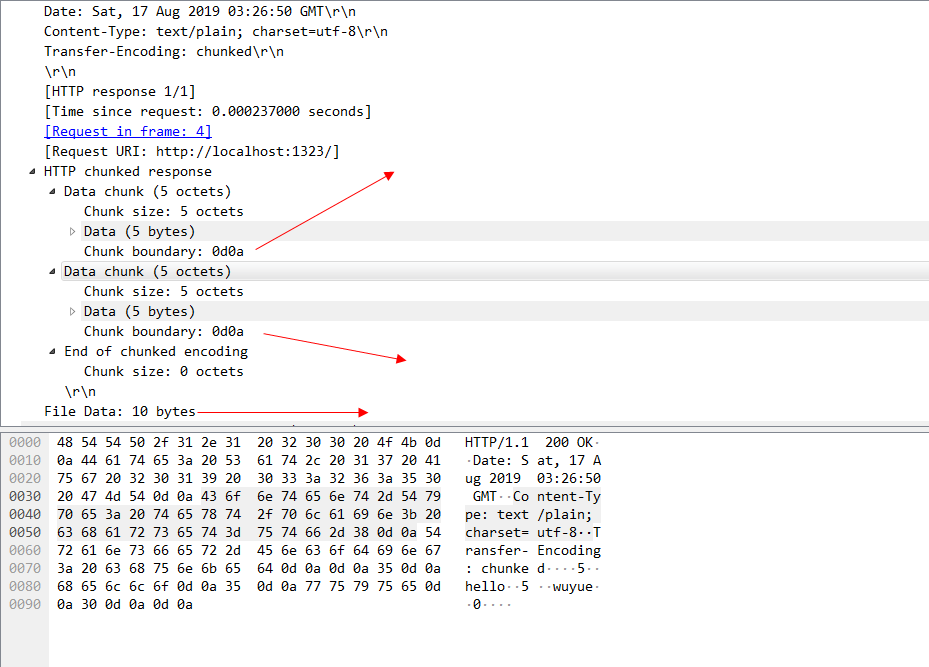 Date: Sat, 17 Aug 2019 03:26:50 GMT\r\n
Content-Type: text/plain; charset=utf-8\r\n
Transfer-Encoding: chunked\r\n
\r\n
[HTTP response 1/1]
[Time since request: 0.000237000 seconds]
[Request in frame: 4]
[Request URI: http://localhost:1323/]
HTTP chunked response
Data chunk (5 octets)
Chunk size: 5 octets
Data (5 bytes)
Chunk boundary: 0d0a
Data chunk (5 octets)
Chunk size: 5 octets
Data (5 bytes)
Chunk boundary: 0d0a
End of chunked encoding
Chunk size: 0 octets
\r\n
File Data: 10 bytes
0000 48 54 54 50 2f 31 2e 31 20 32 30 30 20 4f 4b 0d HTTP/1.1 200 OK·
0010 0a 44 61 74 65 3a 20 53 61 74 2c 20 31 37 20 41 ·Date: S at, 17 A
0020 75 67 20 32 30 31 39 20 30 33 3a 32 36 3a 35 30 ug 2019 03:26:50
0030 20 47 4d 54 0d 0a 43 6f 6e 74 65 6e 74 2d 54 79 GMT··Co ntent-Ty
0040 70 65 3a 20 74 65 78 74 2f 70 6c 61 69 6e 3b 20 pe: text /plain;
0050 63 68 61 72 73 65 74 3d 75 74 66 2d 38 0d 0a 54 charset= utf-8··T
0060 72 61 6e 73 66 65 72 2d 45 6e 63 6f 64 69 6e 67 ransfer- Encoding
0070 3a 20 63 68 75 6e 6b 65 64 0d 0a 0d 0a 35 0d 0a : chunke d····5··
0080 68 65 6c 6c 6f 0d 0a 35 0d 0a 77 75 79 75 65 0d hello··5 ··wuyue·
0090 0a 30 0d 0a 0d 0a ·0····